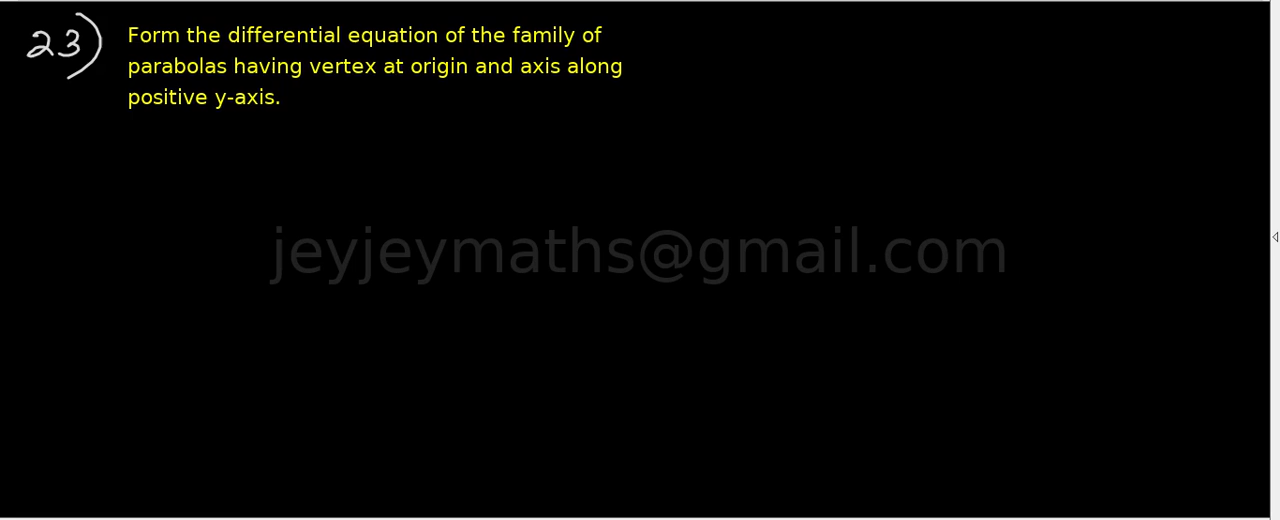 23) Form the differential equation of the family of
parabolas having vertex at origin and axis along
positive y-axis.
jeyjeymaths@gmail.com